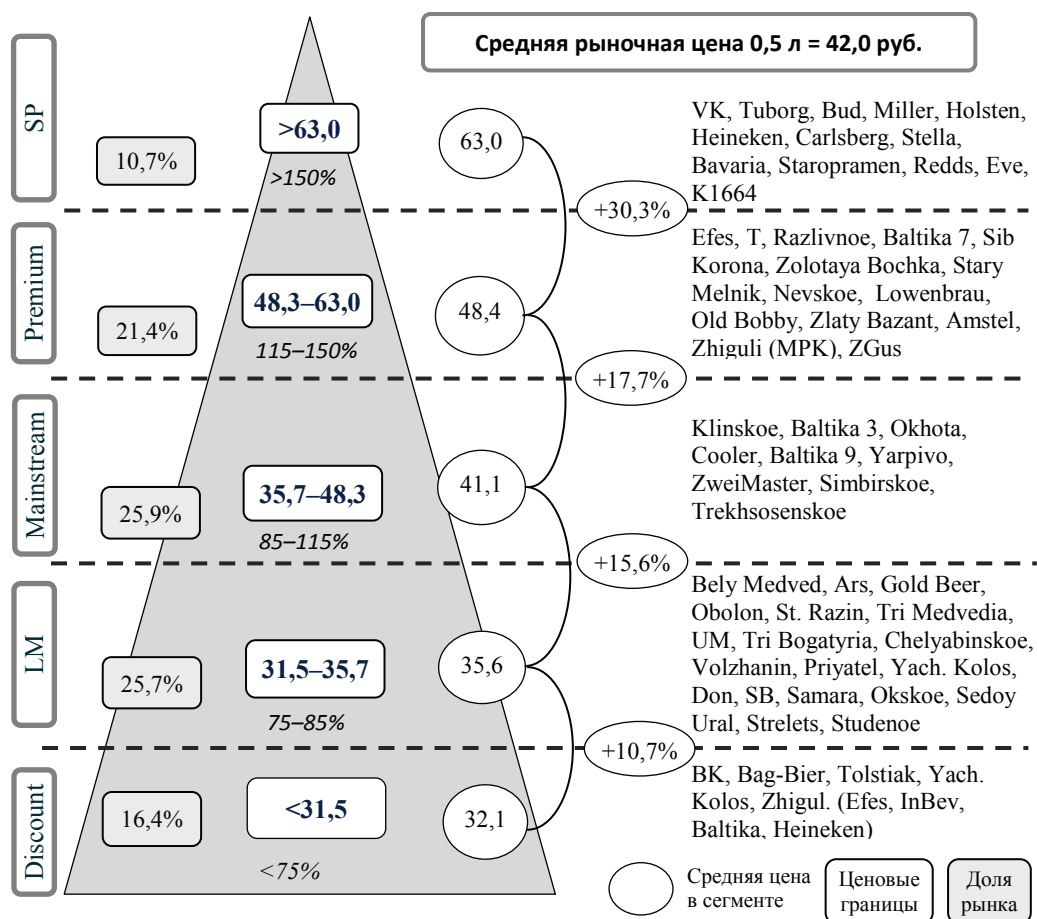 Средняя рыночная цена 0,5 л = 42,0 руб.
SP
10,7%
>63,0
>150%
63,0
VK, Tuborg, Bud, Miller, Holsten,
Heineken, Carlsberg, Stella,
Bavaria, Staropramen, Redds, Eve,
K1664
+30,3%
Premium
21,4%
48,3–63,0
115–150%
48,4
Efes, T, Razlivnoe, Baltika 7, Sib
Korona, Zolotaya Bochka, Stary
Melnik, Nevskoe, Lowenbrau,
Old Bobby, Zlaty Bazant, Amstel,
Zhiguli (MPK), ZGus
+17,7%
Mainstream
25,9%
35,7–48,3
85–115%
41,1
Klinskoe, Baltika 3, Okhota,
Cooler, Baltika 9, Yarpivo,
ZweiMaster, Simbirskoe,
Trekhsosenskoe
+15,6%
LM
25,7%
31,5–35,7
75–85%
35,6
Bely Medved, Ars, Gold Beer,
Obolon, St. Razin, Tri Medvedia,
UM, Tri Bogatyria, Chelyabinskoe,
Volzhanin, Priyatel, Yach. Kolos,
Don, SB, Samara, Okskoe, Sedoy
Ural, Strelets, Studenoe
+10,7%
Discount
16,4%
<31,5
<75%
32,1
BK, Bag-Bier, Tolstiak, Yach.
Kolos, Zhigul. (Efes, InBev,
Baltika, Heineken)
Средняя цена
в сегменте
Ценовые
границы
Доля
рынка